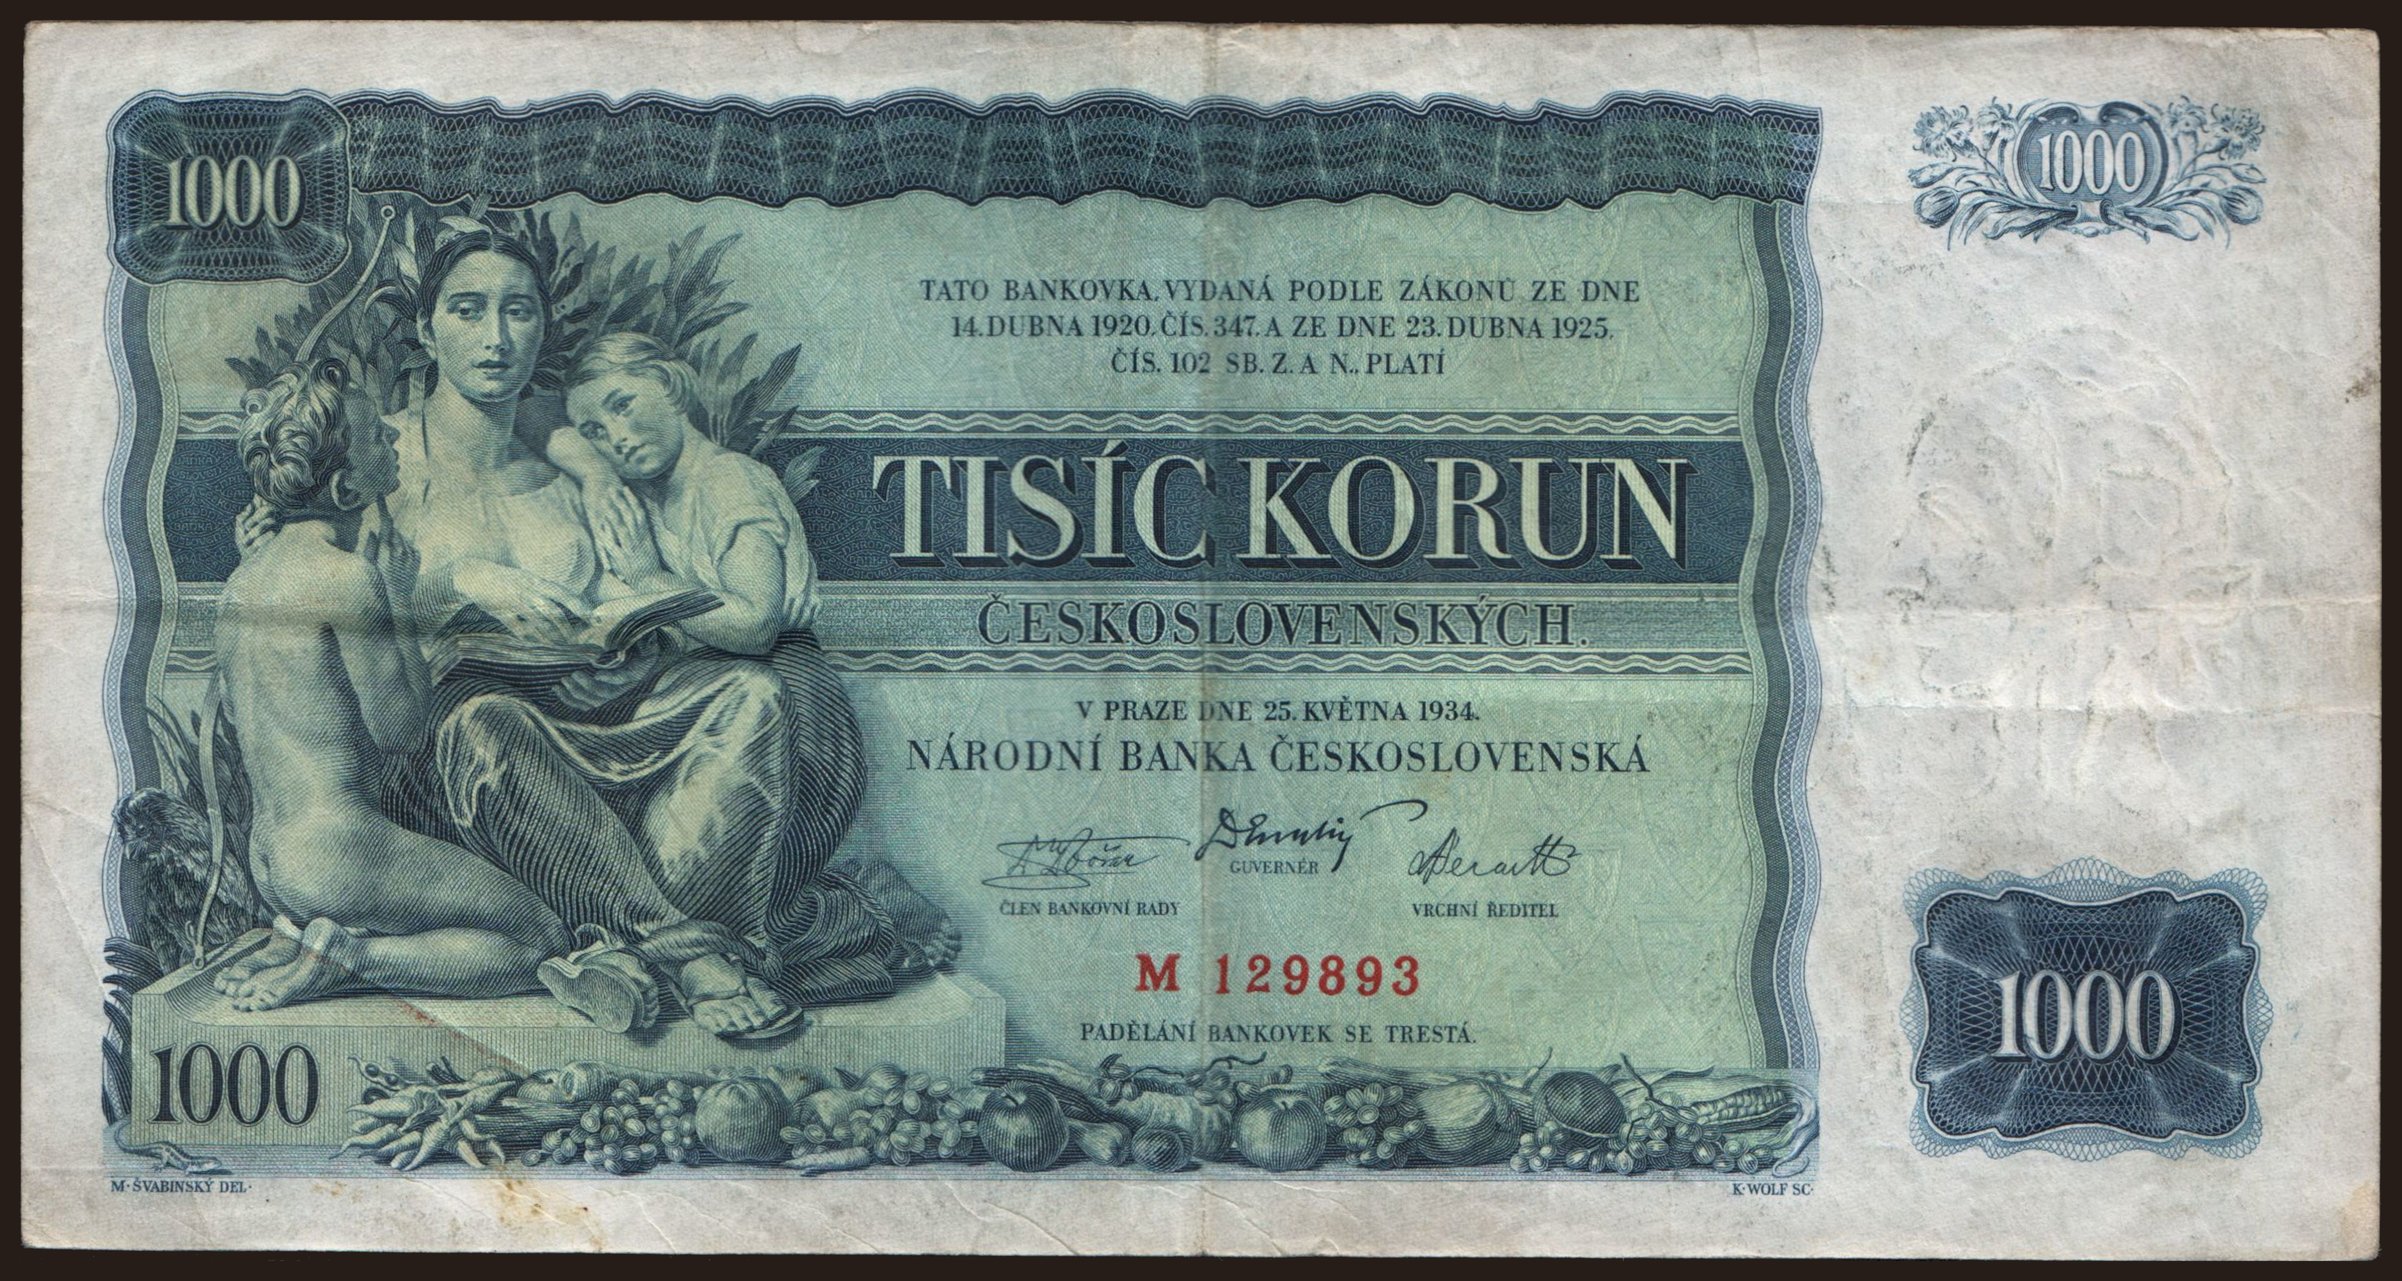 1000
1000
TATO BANKOVKA, VYDANÁ PODLE ZÁKONŮ ZE DNE
14. DUBNA 1920, ČÍS. 347. A ZE DNE 23. DUBNA 1925,
ČÍS. 102 SB. Z. A N., PLATÍ
TISÍC KORUN
ČESKOSLOVENSKÝCH.
V PRAZE DNE 25. KVĚTNA 1934.
NÁRODNÍ BANKA ČESKOSLOVENSKÁ
GUVERNÉR
ČLEN BANKOVNÍ RADY
VRCHNÍ ŘEDITEL
M 129893
PADĚLÁNÍ BANKOVEK SE TRESTÁ.
1000
1000
M· ŠVABINSKÝ DEL·
K· WOLF SC·